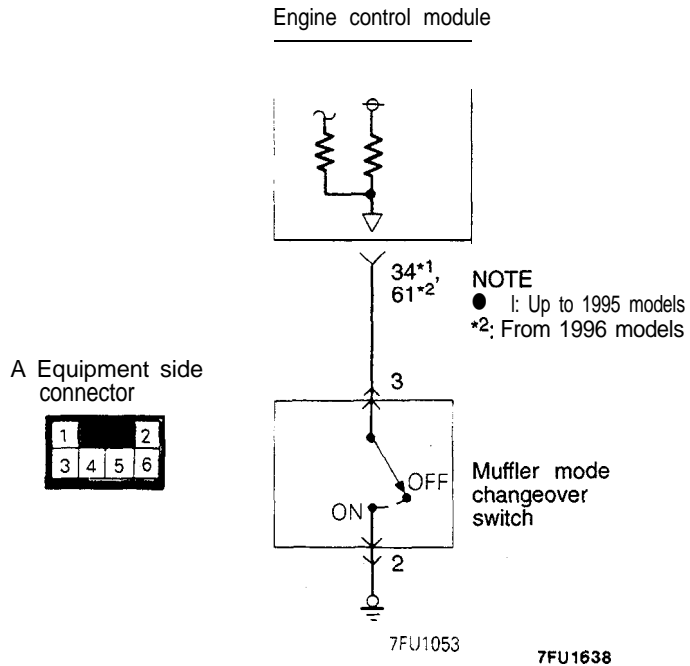 Engine control module
34*1,
61*2
NOTE
● I: Up to 1995 models
*2: From 1996 models
A Equipment side
connector
1 2
3 4 5 6
3
OFF
ON
Muffler mode
changeover
switch
2
7FU1053
7FU1638